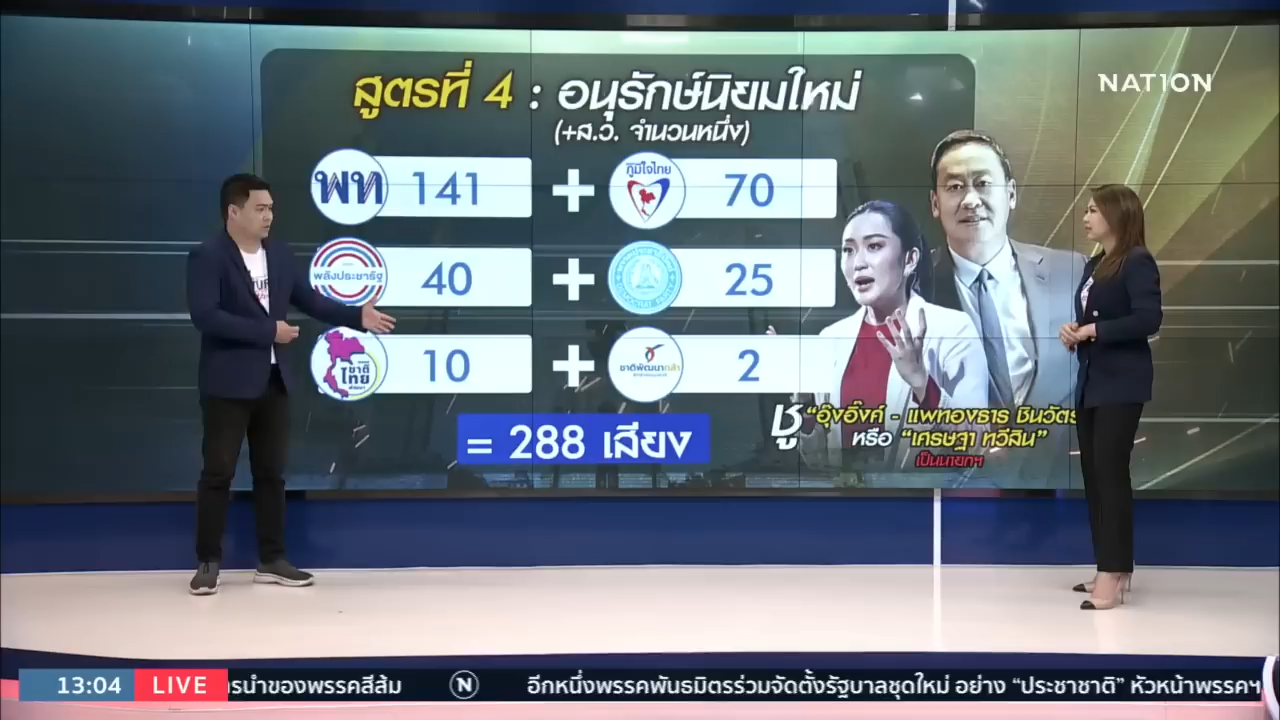 NATION
สูตรที่ 4 : อนุรักษ์นิยมใหม่
(+ส.ว. จำนวนหนึ่ง)
พท 141 + ภูมิใจไทย 70
พลังประชารัฐ 40 + 25
ชาติไทย 10 + ชาติพัฒนากล้า 2
= 288 เสียง
ชู "อุ๊งอิ๊งค์ - แพทองธาร ชินวัตร
หรือ "เศรษฐา ทวีสิน"
เป็นนายกฯ
13:04 LIVE ารนำของพรรคสีส้ม N อีกหนึ่งพรรคพันธมิตรร่วมจัดตั้งรัฐบาลชุดใหม่ อย่าง "ประชาชาติ" หัวหน้าพรรคฯ